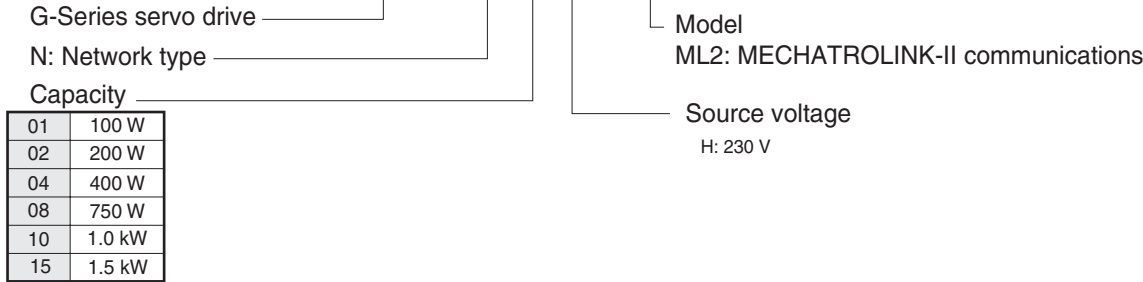 G-Series servo drive
N: Network type
Capacity
01 100 W
02 200 W
04 400 W
08 750 W
10 1.0 kW
15 1.5 kW
Model
ML2: MECHATROLINK-II communications
Source voltage
H: 230 V